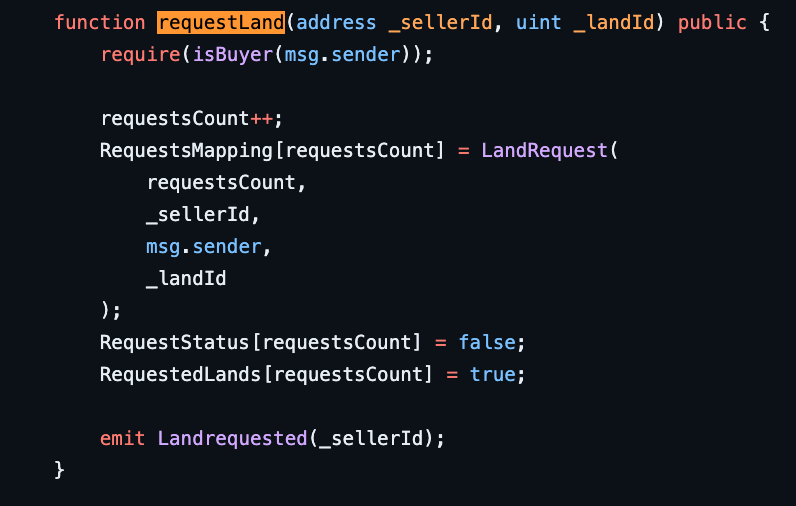 function requestLand(address _sellerId, uint _landId) public {
require(isBuyer(msg.sender));
requestsCount++;
RequestsMapping[requestsCount] = LandRequest(
requestsCount,
_sellerId,
msg.sender,
_landId
);
RequestStatus[requestsCount] = false;
RequestedLands[requestsCount] = true;
emit Landrequested(_sellerId);
}